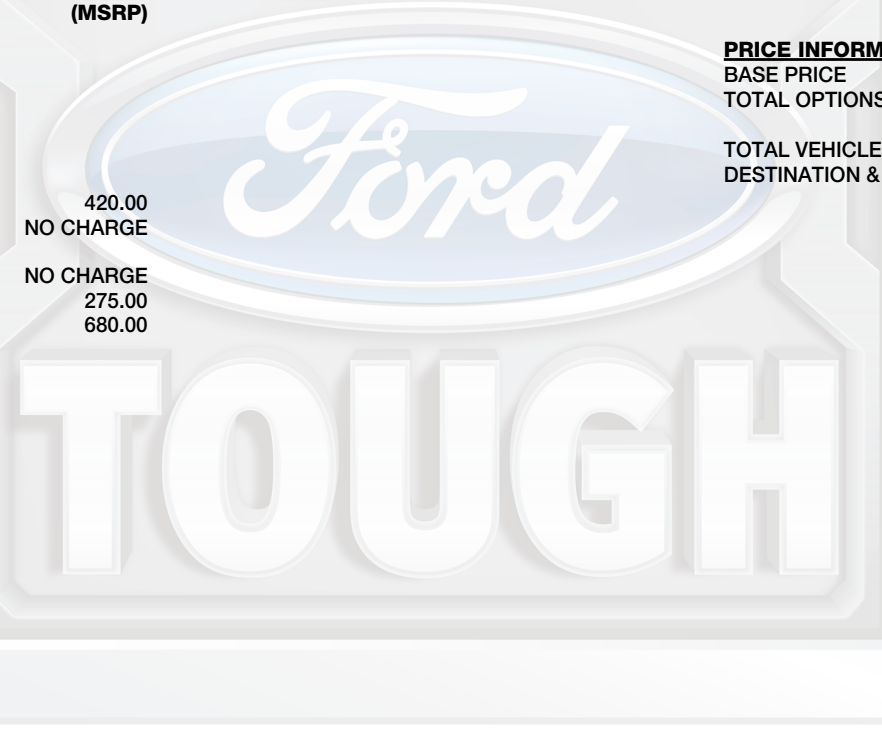 (MSRP)
420.00
NO CHARGE
NO CHARGE
275.00
680.00
PRICE INFORM
BASE PRICE
TOTAL OPTIONS
TOTAL VEHICLE
DESTINATION &
Ford
TOUGH